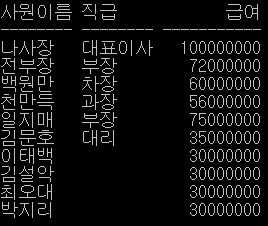 사원이름 직급 급여
-------- -------- -----------
나사장 대표이사 100000000
전부장 부장 72000000
백원만 차장 60000000
천만득 과장 56000000
일지매 부장 75000000
김문호 대리 35000000
이태백 30000000
김설악 30000000
최오대 30000000
박지리 30000000